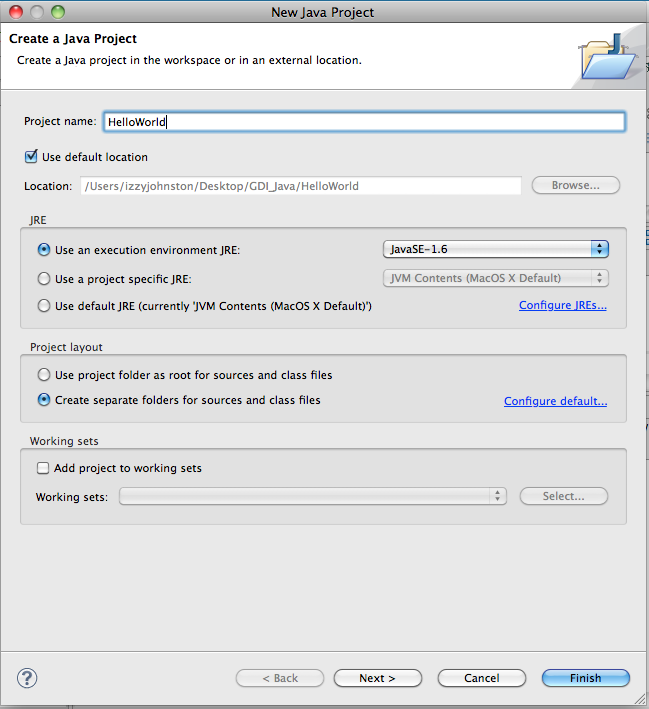 New Java Project
Create a Java Project
Create a Java project in the workspace or in an external location.
Project name: HelloWorld
Use default location
Location: /Users/izzyjohnston/Desktop/GDI_Java/HelloWorld Browse...
JRE
Use an execution environment JRE: JavaSE-1.6
Use a project specific JRE: JVM Contents (MacOS X Default)
Use default JRE (currently 'JVM Contents (MacOS X Default)') Configure JREs...
Project layout
Use project folder as root for sources and class files
Create separate folders for sources and class files Configure default...
Working sets
Add project to working sets
Working sets: Select...
? < Back Next > Cancel Finish